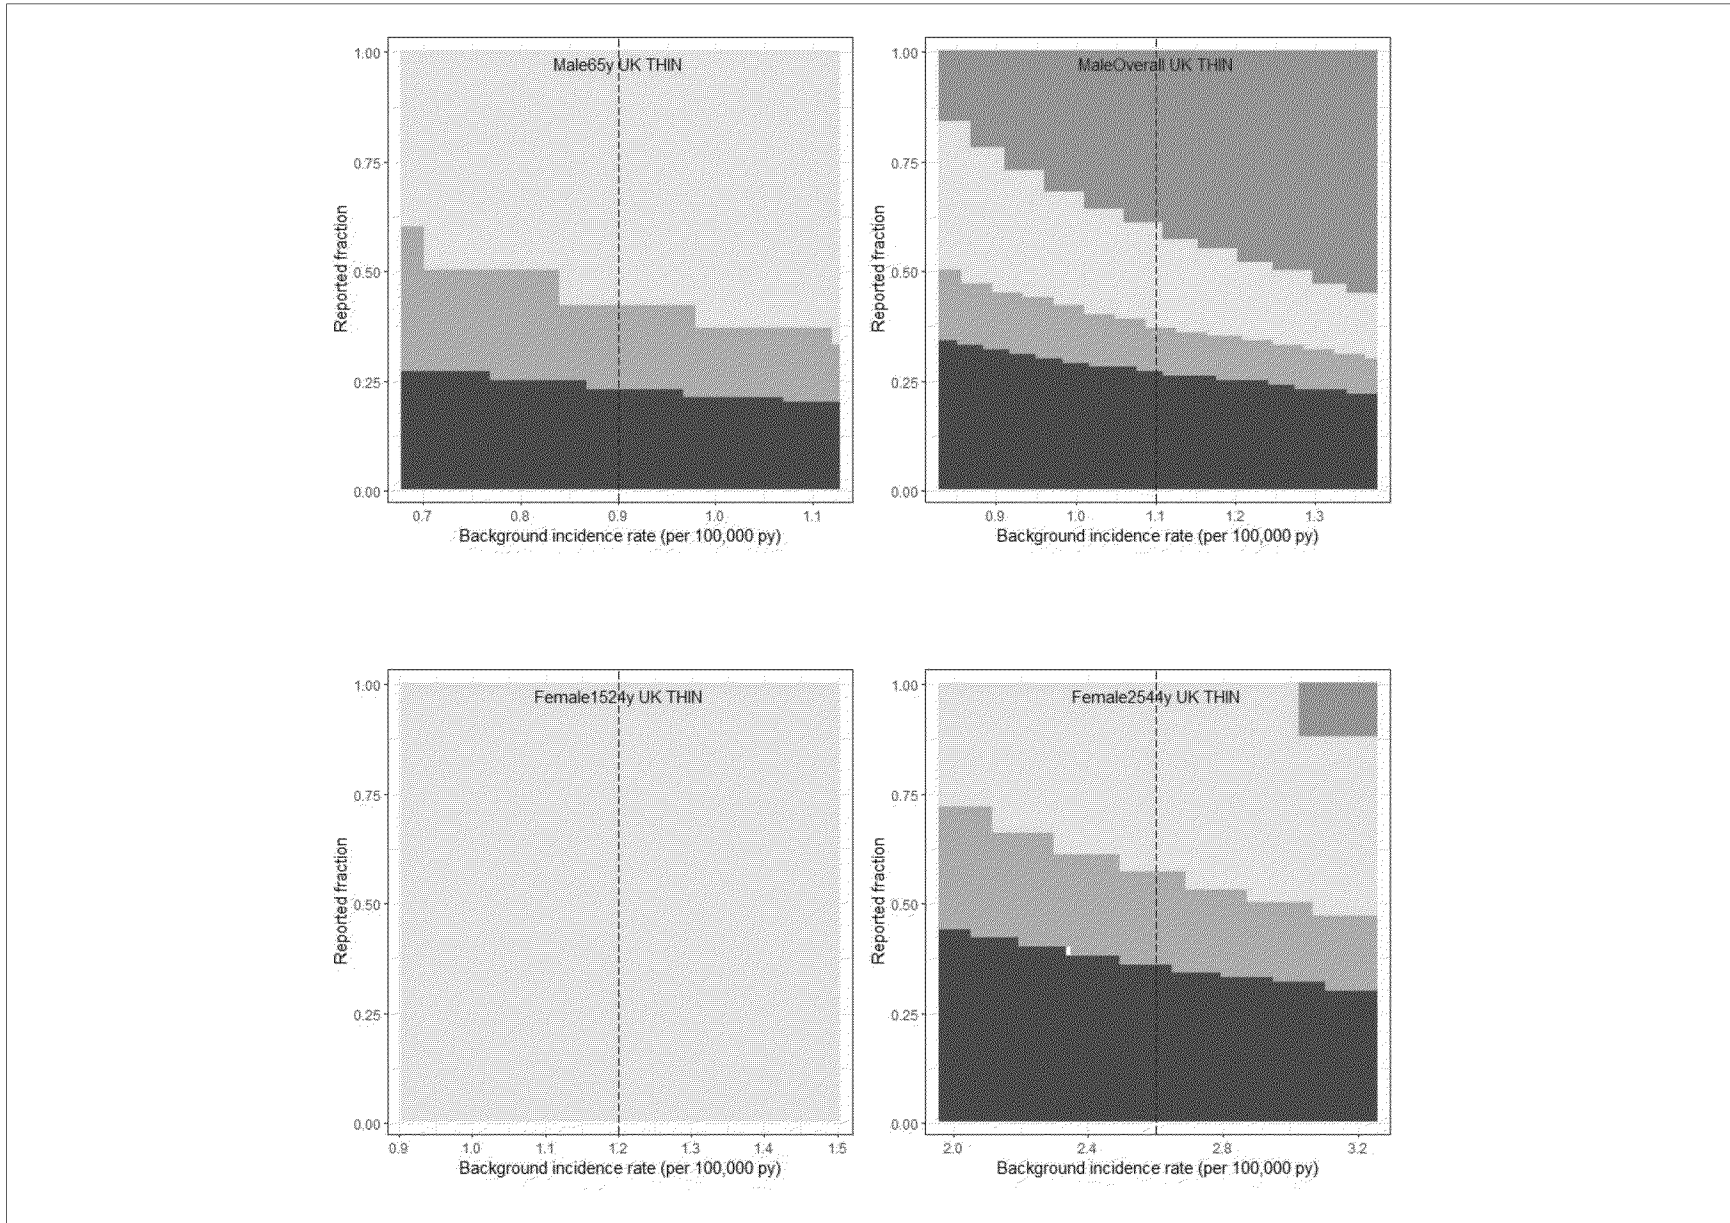 Male65y UK THIN
1.00
0.75
0.50
0.25
0.00
Reported fraction
0.7 0.8 0.9 1.0 1.1
Background incidence rate (per 100,000 py)
MaleOverall UK THIN
1.00
0.75
0.50
0.25
0.00
Reported fraction
0.9 1.0 1.1 1.2 1.3
Background incidence rate (per 100,000 py)
Female1524y UK THIN
1.00
0.75
0.50
0.25
0.00
Reported fraction
0.9 1.0 1.1 1.2 1.3 1.4 1.5
Background incidence rate (per 100,000 py)
Female2544y UK THIN
1.00
0.75
0.50
0.25
0.00
Reported fraction
2.0 2.4 2.8 3.2
Background incidence rate (per 100,000 py)